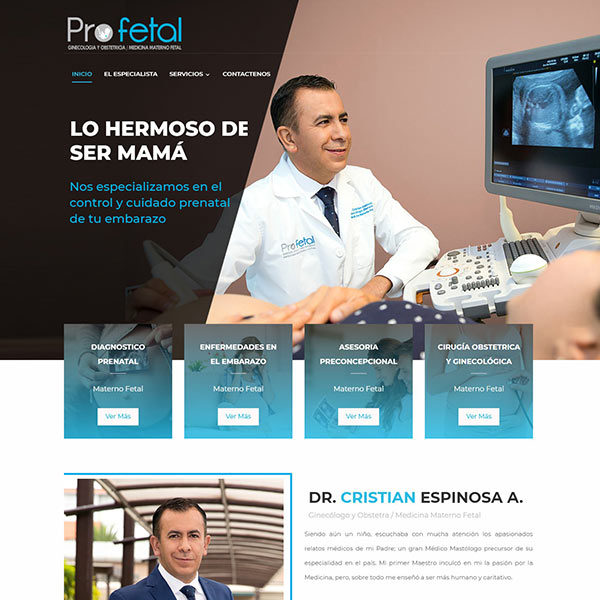 Profetal
GINECOLOGIA Y OBSTETRICIA / MEDICINA MATERNO FETAL
INICIO EL ESPECIALISTA SERVICIOS CONTACTENOS
LO HERMOSO DE
SER MAMÁ
Nos especializamos en el
control y cuidado prenatal
de tu embarazo
Profetal
DIAGNOSTICO
PRENATAL
Materno Fetal
Ver Más
ENFERMEDADES EN
EL EMBARAZO
Materno Fetal
Ver Más
ASESORIA
PRECONCEPCIONAL
Materno Fetal
Ver Más
CIRUGÍA OBSTETRICA
Y GINECOLÓGICA
Materno Fetal
Ver Más
DR. CRISTIAN ESPINOSA A.
Ginecólogo y Obstetra / Medicina Materno Fetal
Siendo aún un niño, escuchaba con mucha atención los apasionados
relatos médicos de mi Padre; un gran Médico Mastólogo precursor de su
especialidad en el país. Mi primer Maestro inculcó en mi la pasión por la
Medicina, pero, sobre todo me enseñó a ser más humano y caritativo.